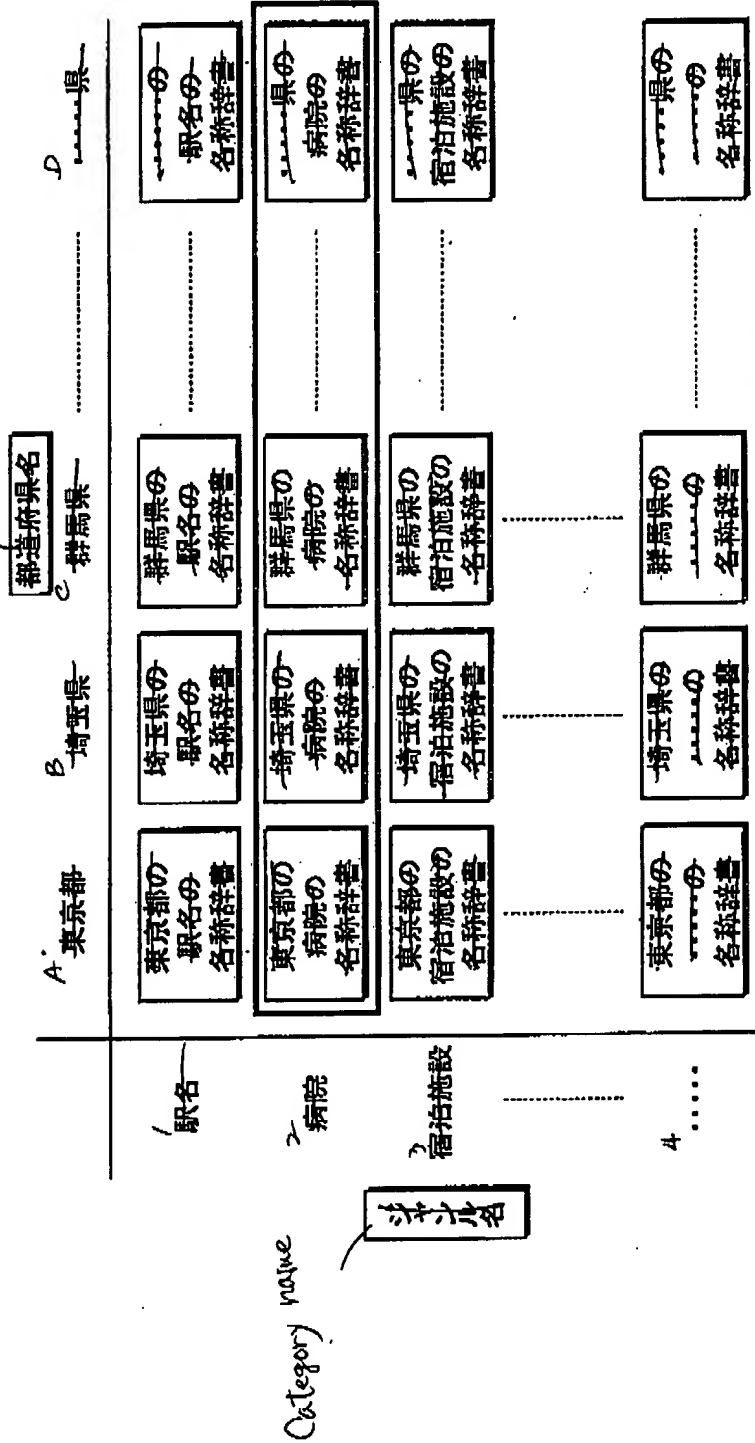 都道府県名
A 東京都
B 埼玉県
C 群馬県
...............
D ......県
Category name
ジャンル名
1 駅名
東京都の
駅名の
名称辞書
埼玉県の
駅名の
名称辞書
群馬県の
駅名の
名称辞書
...............
......の
駅名の
名称辞書
2 病院
東京都の
病院の
名称辞書
埼玉県の
病院の
名称辞書
群馬県の
病院の
名称辞書
...............
......県の
病院の
名称辞書
3 宿泊施設
東京都の
宿泊施設の
名称辞書
埼玉県の
宿泊施設の
名称辞書
群馬県の
宿泊施設の
名称辞書
...............
......県の
宿泊施設の
名称辞書
4 ......
東京都の
......の
名称辞書
埼玉県の
......の
名称辞書
群馬県の
......の
名称辞書
...............
......県の
......の
名称辞書